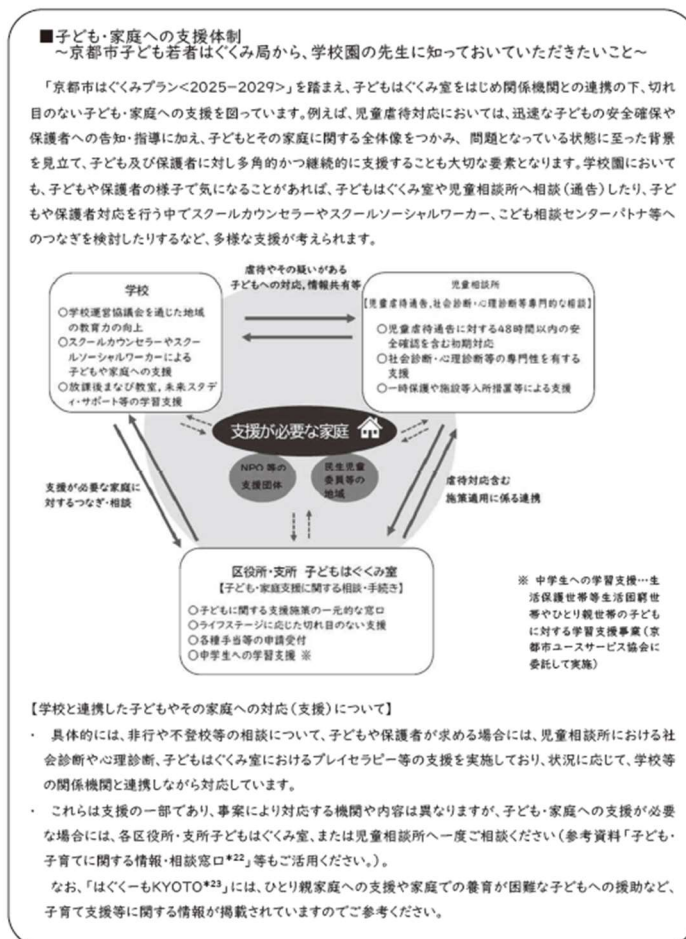 ■子ども・家庭への支援体制
～京都市子ども若者はぐくみ局から、学校園の先生に知っておいていただきたいこと～
「京都市はぐくみプラン<2025-2029>」を踏まえ、子どもはぐくみ室をはじめ関係機関との連携の下、切れ
目のない子ども・家庭への支援を図っています。例えば、児童虐待対応においては、迅速な子どもの安全確保や
保護者への告知・指導に加え、子どもとその家庭に関する全体像をつかみ、問題となっている状態に至った背景
を見立て、子ども及び保護者に対し多角的かつ継続的に支援することも大切な要素となります。学校園において
も、子どもや保護者の様子で気になることがあれば、子どもはぐくみ室や児童相談所へ相談(通告)したり、子ど
もや保護者対応を行う中でスクールカウンセラーやスクールソーシャルワーカー、こども相談センターパトナ等へ
のつなぎを検討したりするなど、多様な支援が考えられます。
虐待やその疑いがある
子どもへの対応,情報共有等
学校
○学校運営協議会を通じた地域
の教育力の向上
○スクールカウンセラーやスクー
ルソーシャルワーカーによる
子どもや家庭への支援
○放課後まなび教室,未来スタデ
ィ・サポート等の学習支援
児童相談所
【児童虐待通告,社会診断・心理診断等専門的な相談】
○児童虐待通告に対する48時間以内の安
全確認を含む初期対応
○社会診断・心理診断等の専門性を有する
支援
○一時保護や施設等入所措置等による支援
支援が必要な家庭
NPO等の
支援団体
民生児童
委員等の
地域
支援が必要な家庭に
対するつなぎ・相談
虐待対応含む
施策適用に係る連携
区役所・支所 子どもはぐくみ室
【子ども・家庭支援に関する相談・手続き】
○子どもに関する支援施策の一元的な窓口
○ライフステージに応じた切れ目のない支援
○各種手当等の申請受付
○中学生への学習支援 ※
※ 中学生への学習支援…生
活保護世帯等生活困窮世
帯やひとり親世帯の子ども
に対する学習支援事業(京
都市ユースサービス協会に
委託して実施)
【学校と連携した子どもやその家庭への対応(支援)について】
・ 具体的には、非行や不登校等の相談について、子どもや保護者が求める場合には、児童相談所における社
会診断や心理診断、子どもはぐくみ室におけるプレイセラピー等の支援を実施しており、状況に応じて、学校等
の関係機関と連携しながら対応しています。
・ これらは支援の一部であり、事案により対応する機関や内容は異なりますが、子ども・家庭への支援が必要
な場合には、各区役所・支所子どもはぐくみ室、または児童相談所へ一度ご相談ください(参考資料「子ども・
子育てに関する情報・相談窓口*22」等もご活用ください。)。
なお、「はぐくーもKYOTO*23」には、ひとり親家庭への支援や家庭での養育が困難な子どもへの援助など、
子育て支援等に関する情報が掲載されていますのでご参考ください。